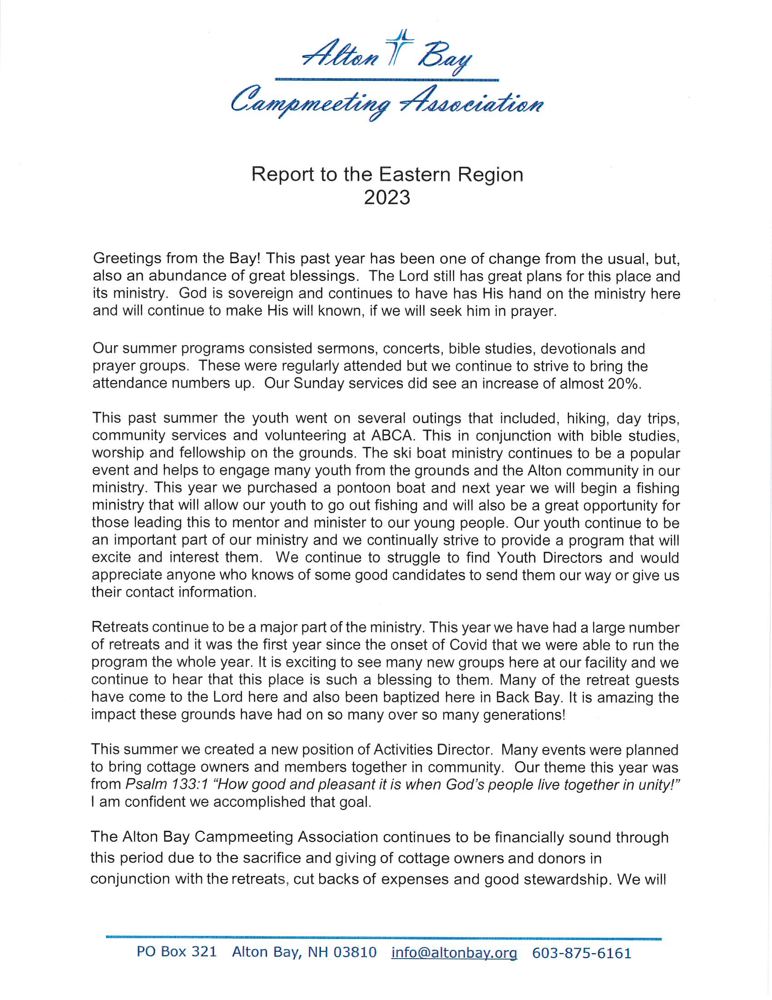 Alton Bay
Campmeeting Association
Report to the Eastern Region
2023
Greetings from the Bay! This past year has been one of change from the usual, but,
also an abundance of great blessings. The Lord still has great plans for this place and
its ministry. God is sovereign and continues to have has His hand on the ministry here
and will continue to make His will known, if we will seek him in prayer.
Our summer programs consisted sermons, concerts, bible studies, devotionals and
prayer groups. These were regularly attended but we continue to strive to bring the
attendance numbers up. Our Sunday services did see an increase of almost 20%.
This past summer the youth went on several outings that included, hiking, day trips,
community services and volunteering at ABCA. This in conjunction with bible studies,
worship and fellowship on the grounds. The ski boat ministry continues to be a popular
event and helps to engage many youth from the grounds and the Alton community in our
ministry. This year we purchased a pontoon boat and next year we will begin a fishing
ministry that will allow our youth to go out fishing and will also be a great opportunity for
those leading this to mentor and minister to our young people. Our youth continue to be
an important part of our ministry and we continually strive to provide a program that will
excite and interest them. We continue to struggle to find Youth Directors and would
appreciate anyone who knows of some good candidates to send them our way or give us
their contact information.
Retreats continue to be a major part of the ministry. This year we have had a large number
of retreats and it was the first year since the onset of Covid that we were able to run the
program the whole year. It is exciting to see many new groups here at our facility and we
continue to hear that this place is such a blessing to them. Many of the retreat guests
have come to the Lord here and also been baptized here in Back Bay. It is amazing the
impact these grounds have had on so many over so many generations!
This summer we created a new position of Activities Director. Many events were planned
to bring cottage owners and members together in community. Our theme this year was
from Psalm 133:1 “How good and pleasant it is when God’s people live together in unity!”
I am confident we accomplished that goal.
The Alton Bay Campmeeting Association continues to be financially sound through
this period due to the sacrifice and giving of cottage owners and donors in
conjunction with the retreats, cut backs of expenses and good stewardship. We will
PO Box 321 Alton Bay, NH 03810 info@altonbay.org 603-875-6161